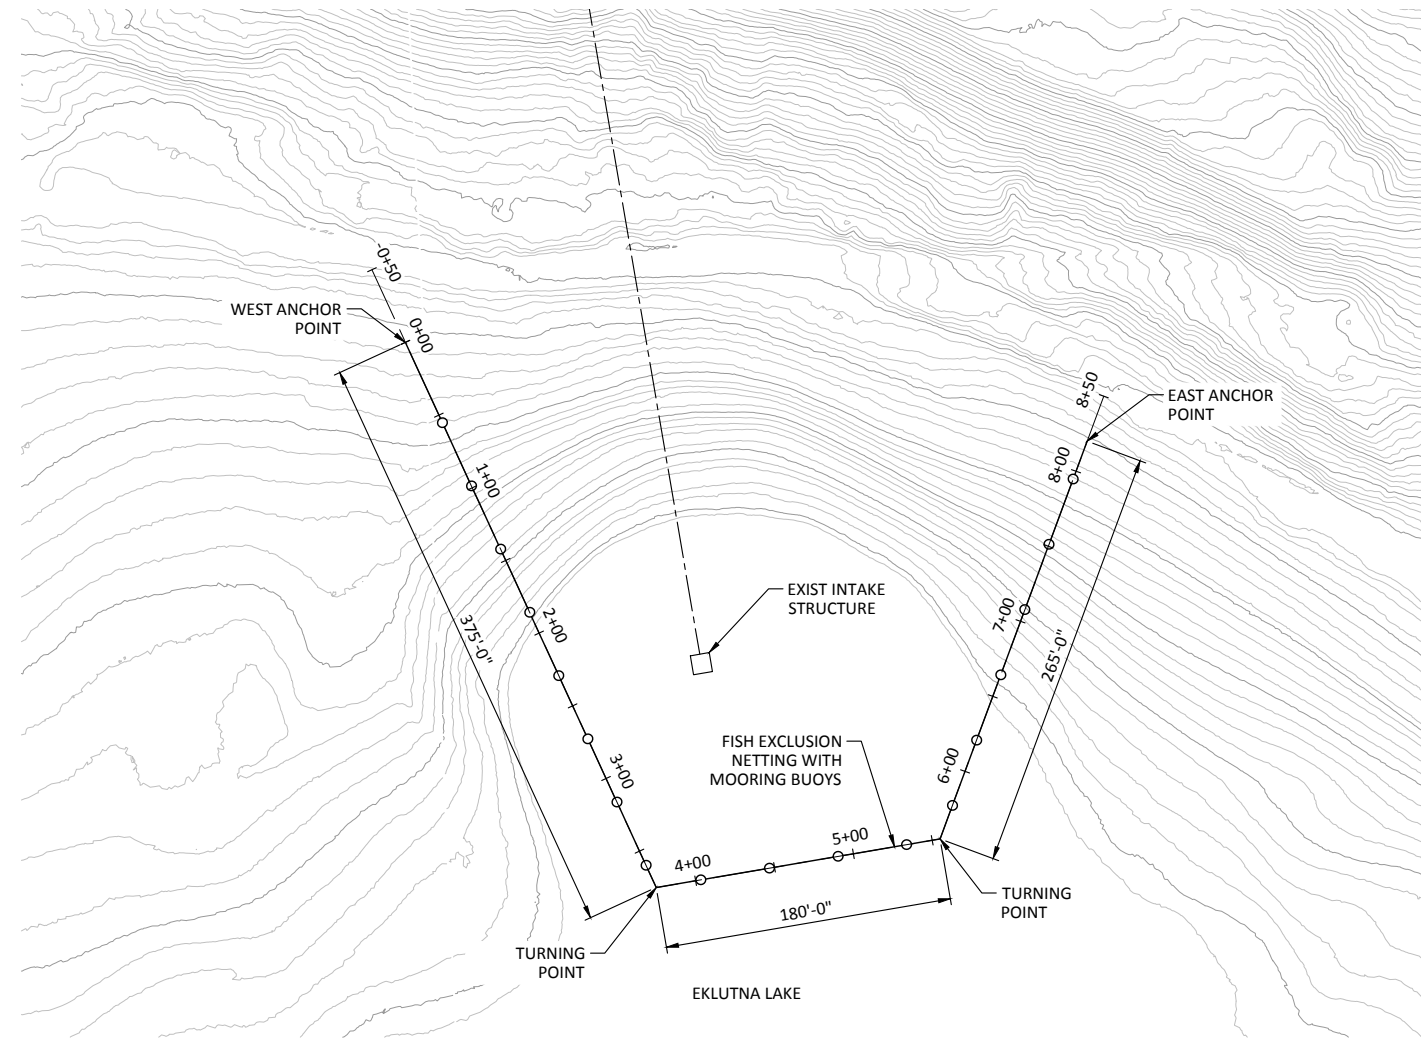 -0+50
WEST ANCHOR
POINT
0+00
8+50
EAST ANCHOR
POINT
1+00
8+00
EXIST INTAKE
STRUCTURE
2+00
7+00
375'-0"
265'-0"
FISH EXCLUSION
NETTING WITH
MOORING BUOYS
3+00
6+00
5+00
4+00
TURNING
POINT
180'-0"
TURNING
POINT
EKLUTNA LAKE